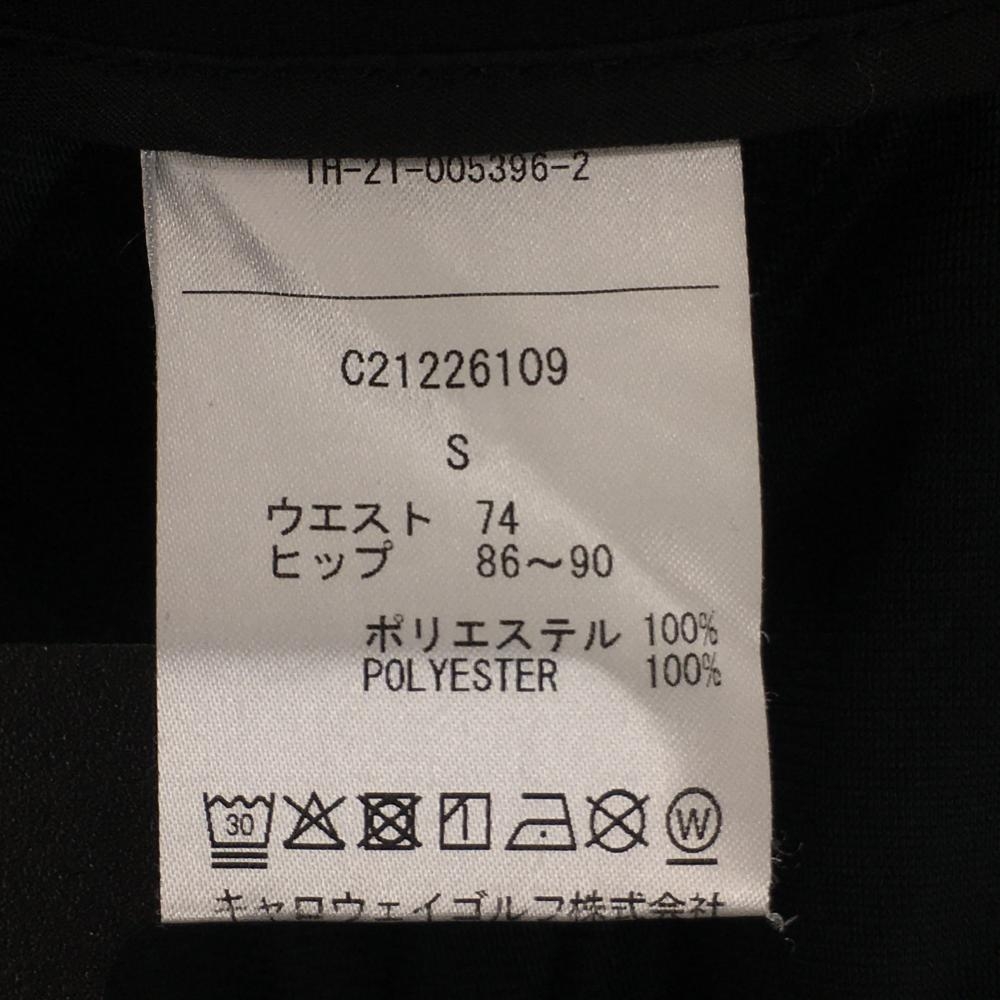 TH-21-005396-2
C21226109
S
ウエスト 74
ヒップ 86～90
ポリエステル 100%
POLYESTER 100%
30 W
キャロウェイゴルフ株式会社